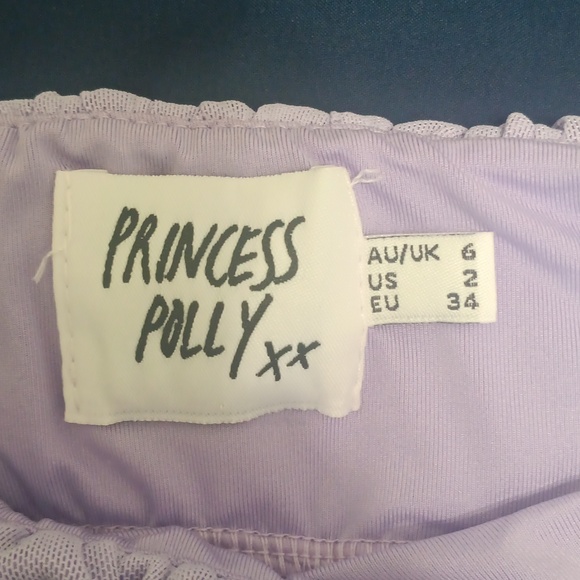 PRINCESS
POLLY xx
AU/UK 6
US 2
EU 34